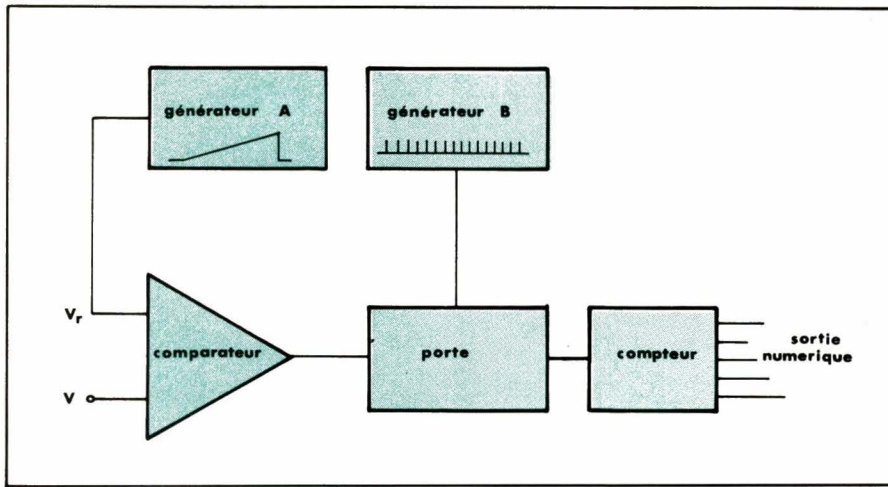 générateur A
générateur B
Vr
comparateur
porte
compteur
sortie
numerique
V